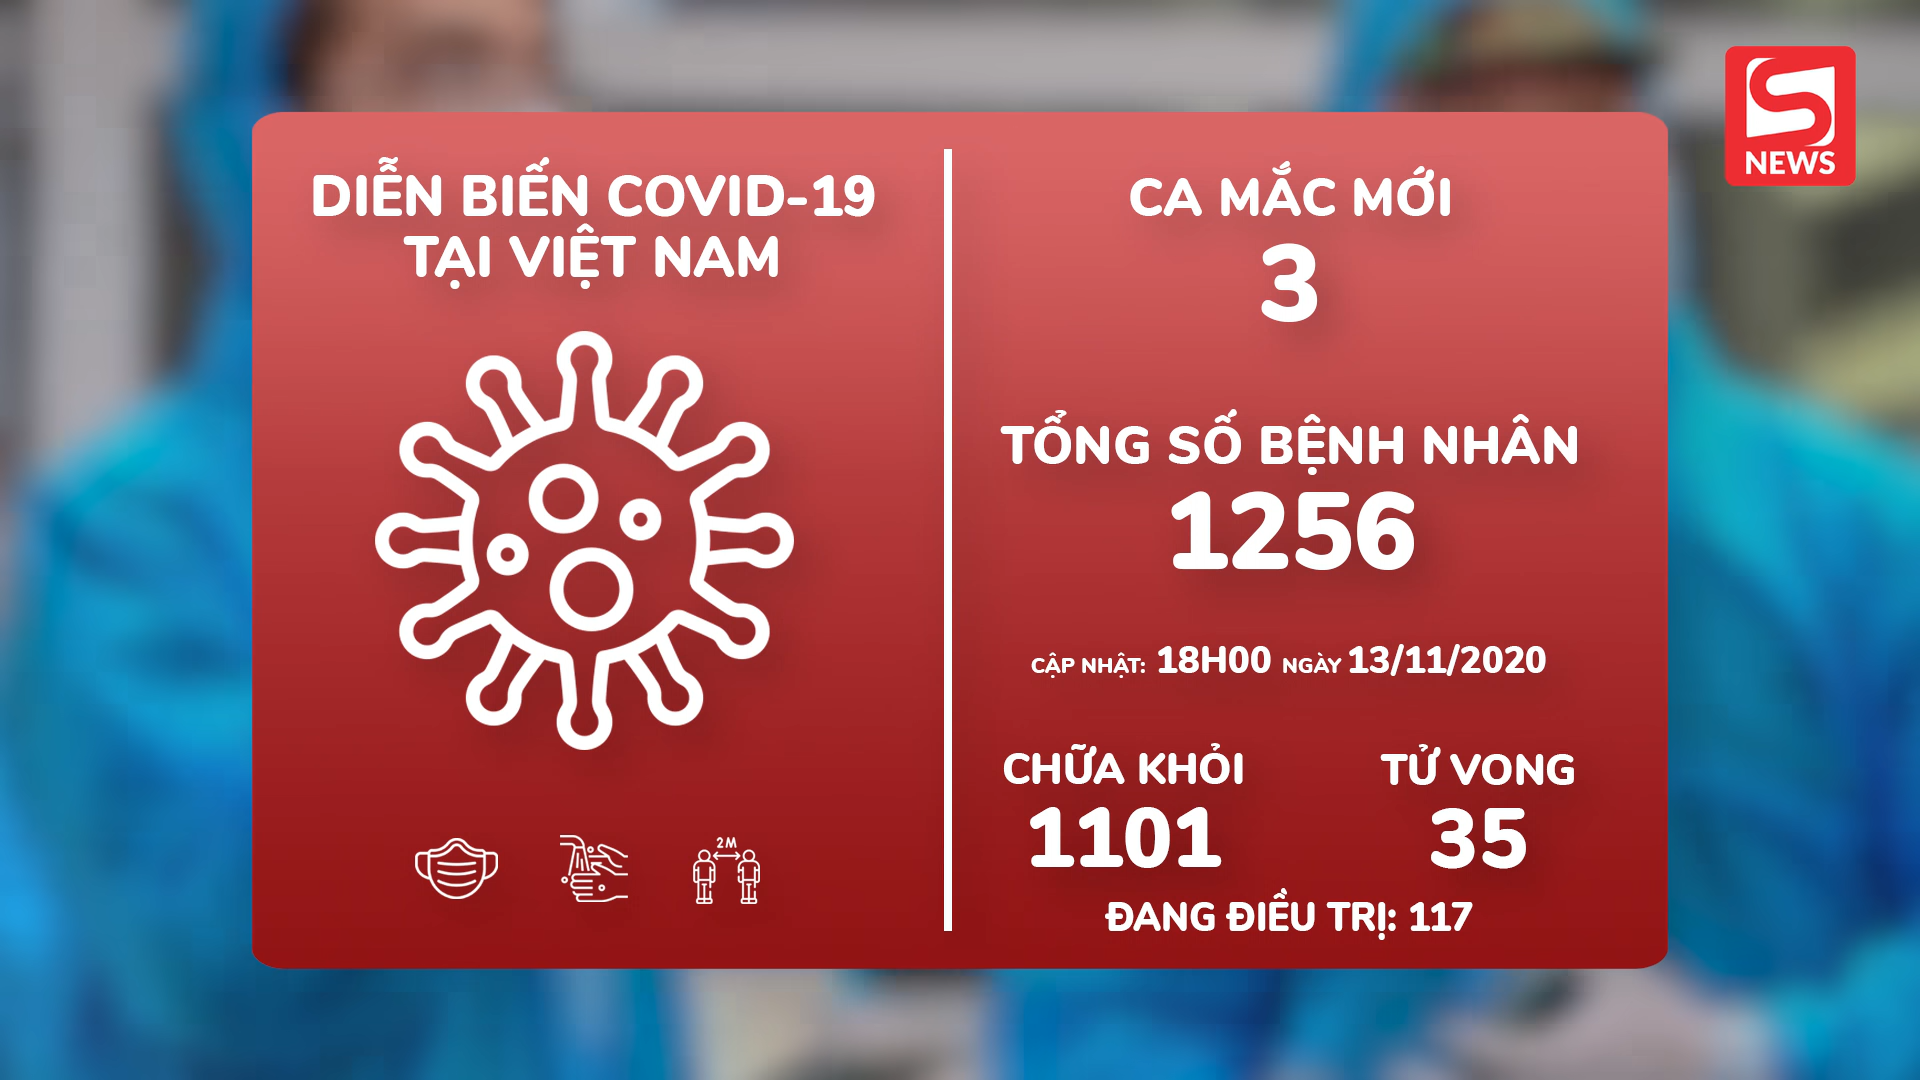 DIỄN BIẾN COVID-19
TẠI VIỆT NAM
2M
CA MẮC MỚI
3
TỔNG SỐ BỆNH NHÂN
1256
CẬP NHẬT: 18H00 NGÀY 13/11/2020
CHỮA KHỎI
1101
TỬ VONG
35
ĐANG ĐIỀU TRỊ: 117
S
NEWS